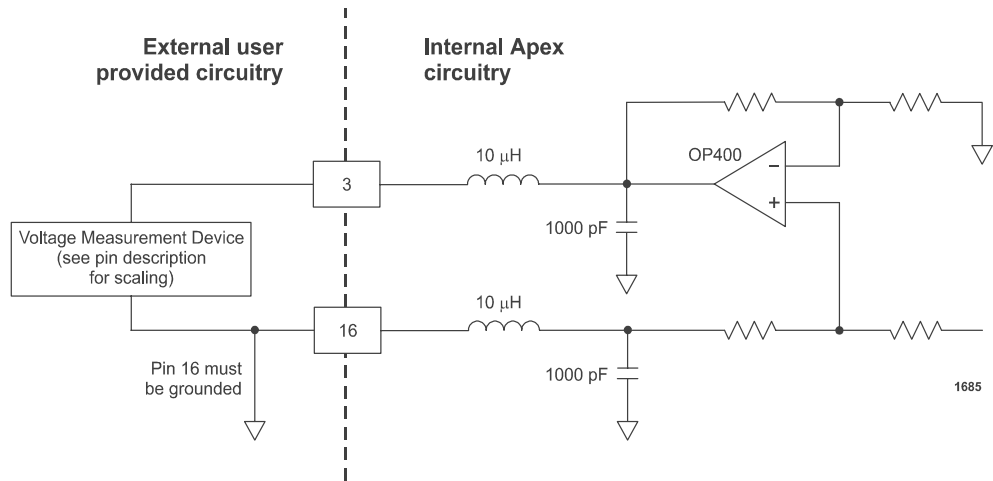 External user
provided circuitry
Internal Apex
circuitry
OP400
10 μH
3
−
+
1000 pF
Voltage Measurement Device
(see pin description
for scaling)
10 μH
16
Pin 16 must
be grounded
1000 pF
1685